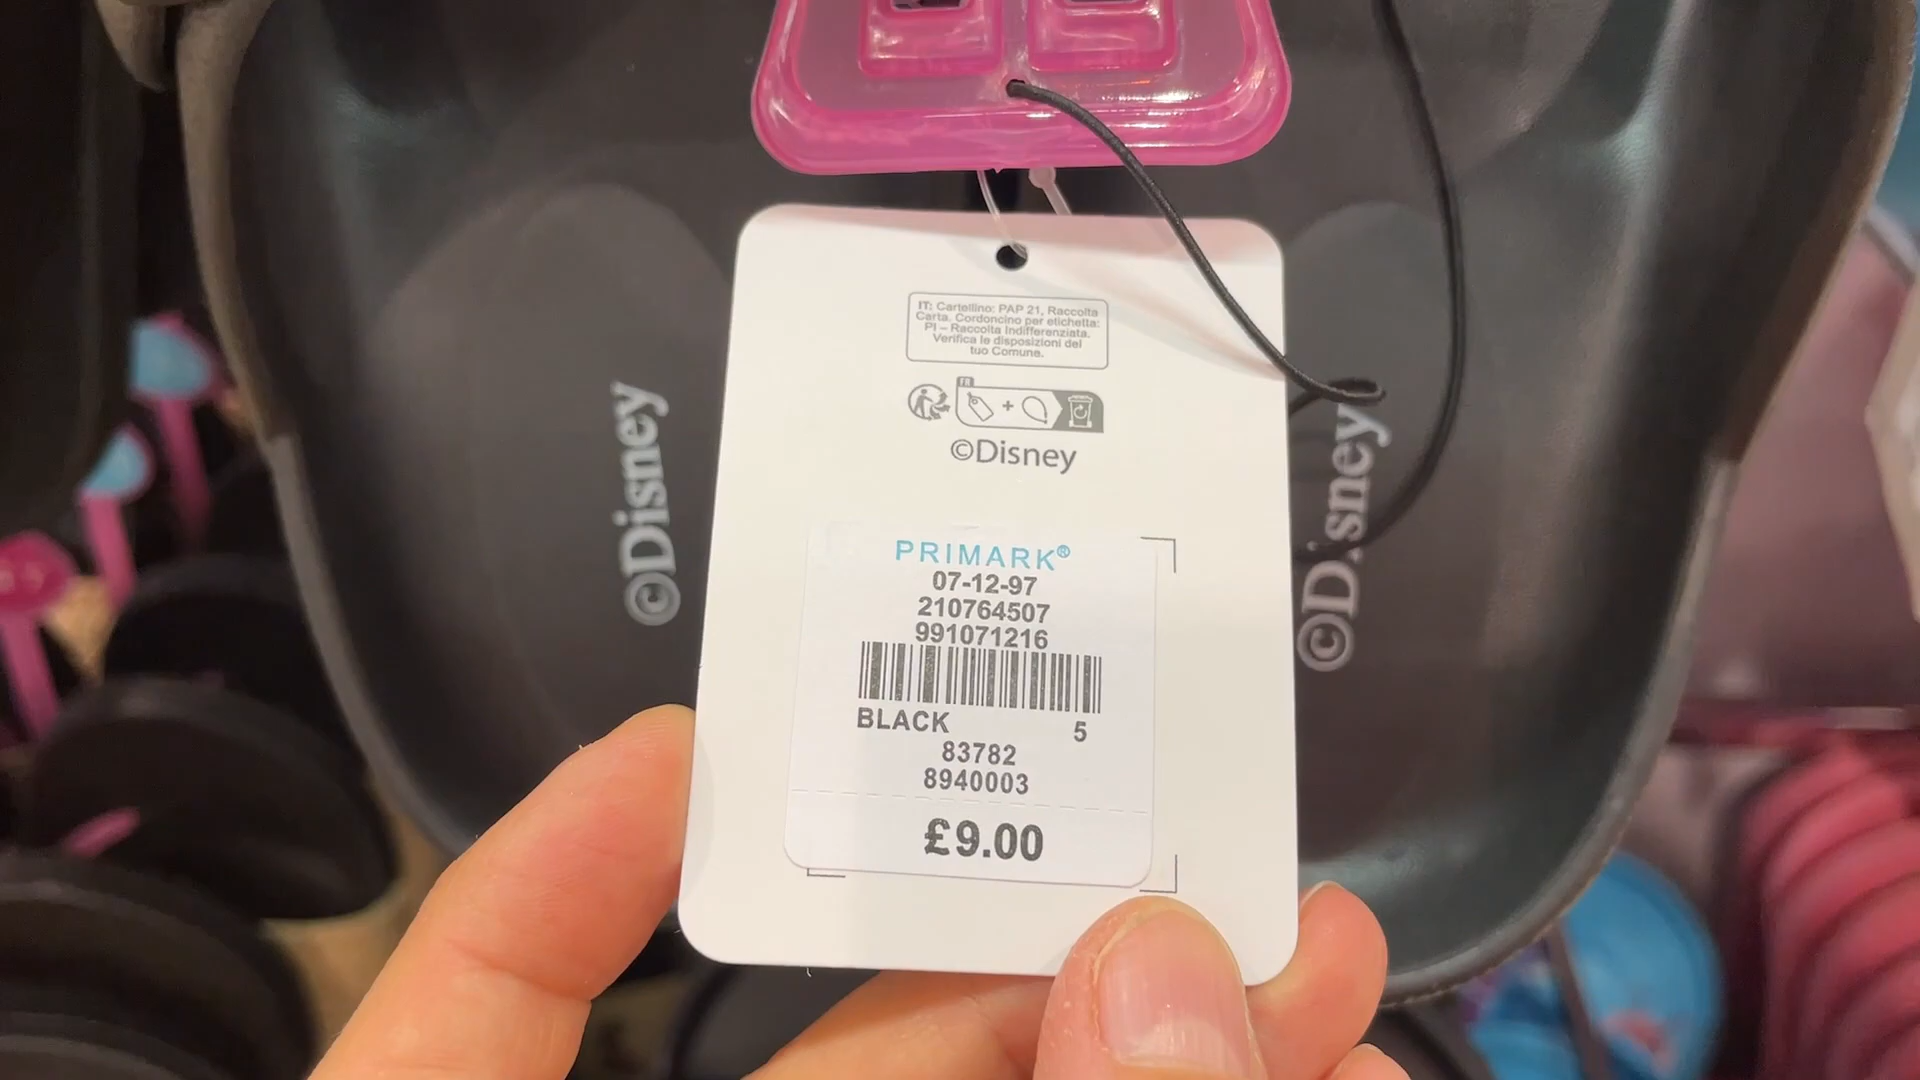 IT: Cartellino: PAP 21, Raccolta
Carta. Cordoncino per etichetta:
PI – Raccolta Indifferenziata.
Verifica le disposizioni del
tuo Comune.
FR
©Disney
©Disney
©Disney
PRIMARK®
07-12-97
210764507
991071216
BLACK 5
83782
8940003
£9.00